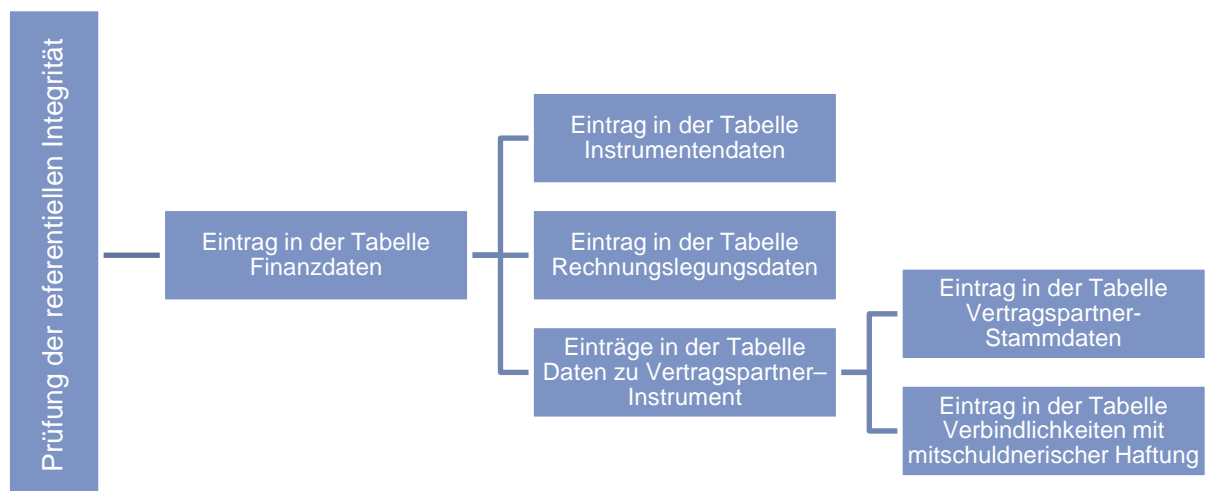 Prüfung der referentiellen Integrität
Eintrag in der Tabelle
Finanzdaten
Eintrag in der Tabelle
Instrumentendaten
Eintrag in der Tabelle
Rechnungslegungsdaten
Einträge in der Tabelle
Daten zu Vertragspartner–
Instrument
Eintrag in der Tabelle
Vertragspartner-
Stammdaten
Eintrag in der Tabelle
Verbindlichkeiten mit
mitschuldnerischer Haftung